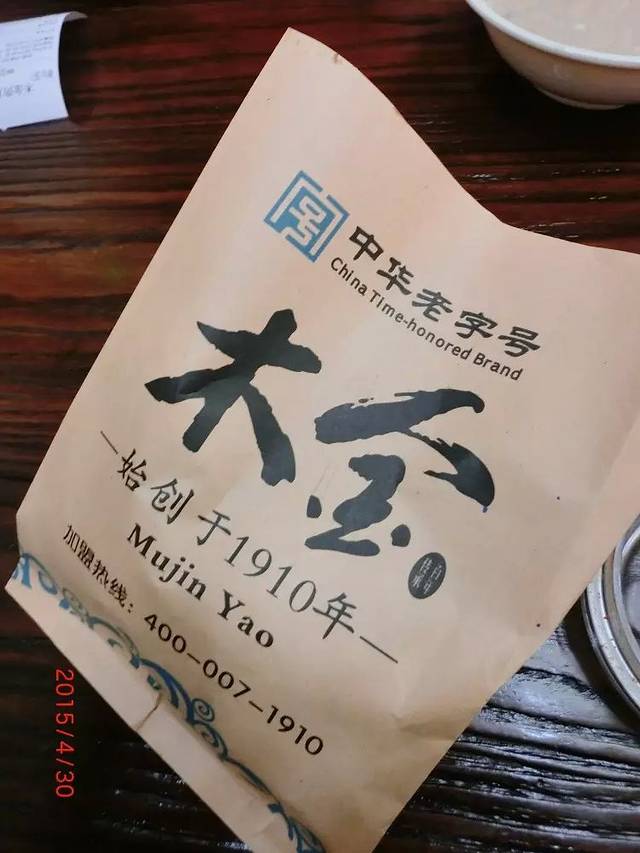 中华老字号
China Time-honored Brand
木金
始创于1910年
Mujin Yao
加盟热线：400-007-1910
2015/4/30